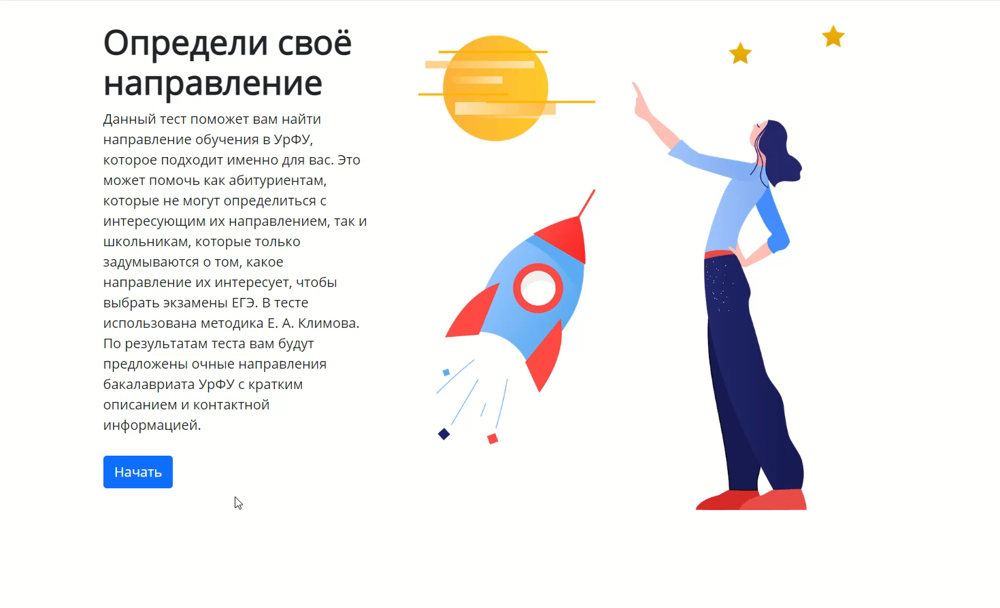 Определи своё
направление
Данный тест поможет вам найти
направление обучения в УрФУ,
которое подходит именно для вас. Это
может помочь как абитуриентам,
которые не могут определиться с
интересующим их направлением, так и
школьникам, которые только
задумываются о том, какое
направление их интересует, чтобы
выбрать экзамены ЕГЭ. В тесте
использована методика Е. А. Климова.
По результатам теста вам будут
предложены очные направления
бакалавриата УрФУ с кратким
описанием и контактной
информацией.
Начать